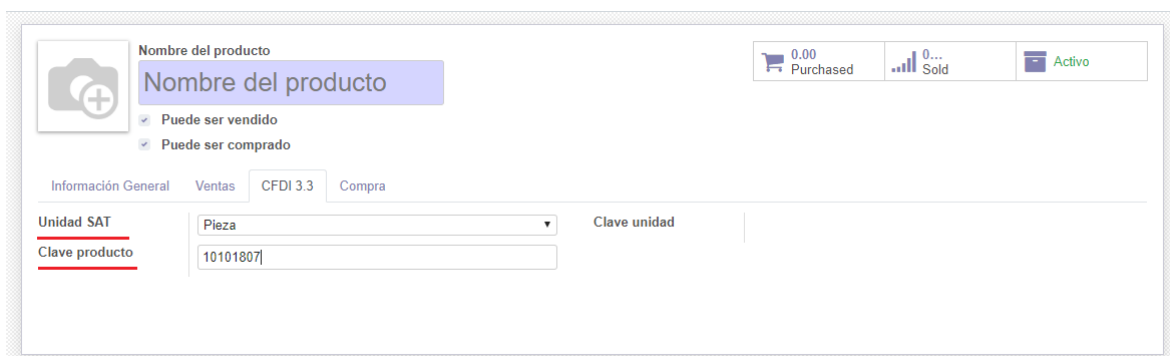 Nombre del producto
Nombre del producto
Puede ser vendido
Puede ser comprado
0.00
Purchased
0...
Sold
Activo
Información General Ventas CFDI 3.3 Compra
Unidad SAT Pieza Clave unidad
Clave producto 10101807